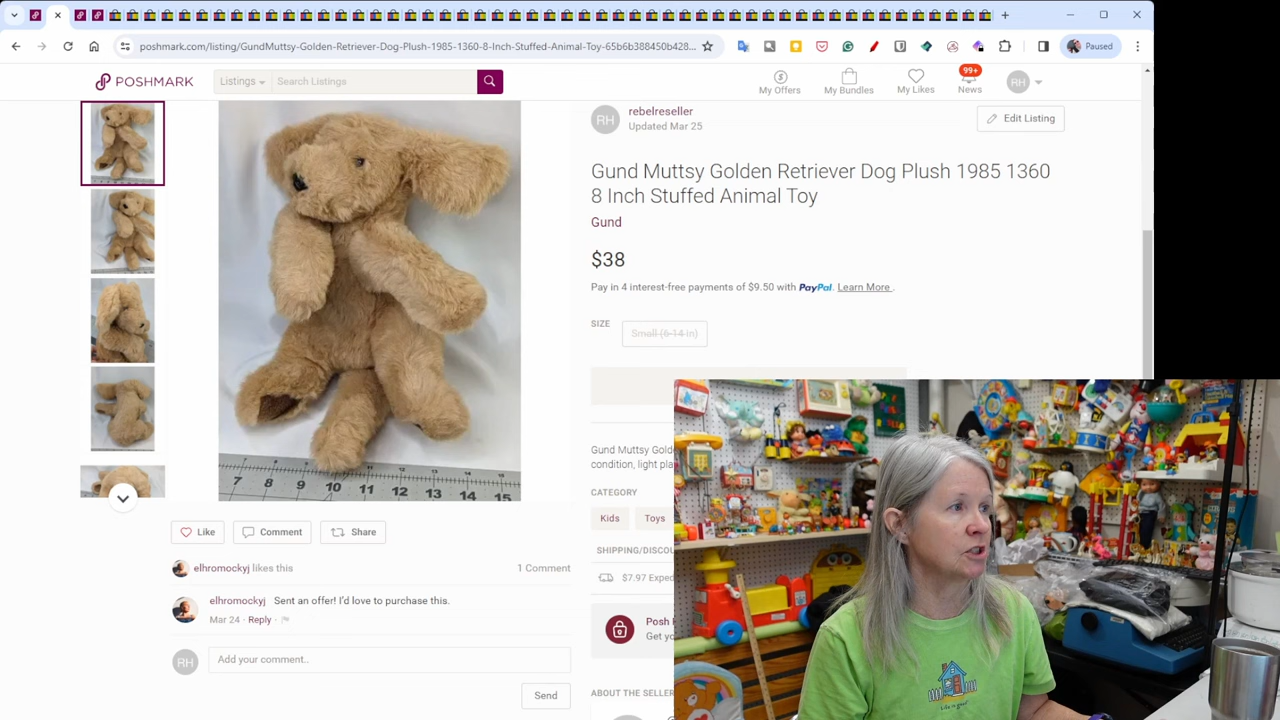 Paused
poshmark.com/listing/GundMuttsy-Golden-Retriever-Dog-Plush-1985-1360-8-Inch-Stuffed-Animal-Toy-65b6b388450b428...
POSHMARK
Listings
Search Listings
My Offers
My Bundles
My Likes
99+
News
RH
RH
rebelreseller
Updated Mar 25
Edit Listing
Gund Muttsy Golden Retriever Dog Plush 1985 1360
8 Inch Stuffed Animal Toy
Gund
$38
Pay in 4 interest-free payments of $9.50 with PayPal. Learn More .
SIZE
Small (6-14 in)
Gund Muttsy Gold
condition, light pla
CATEGORY
Kids
Toys
SHIPPING/DISCOU
$7.97 Exped
Posh
Get yo
ABOUT THE SELLER
7 8 9 10 11 12 13 14 15
Like
Comment
Share
elhromockyj likes this
1 Comment
elhromockyj Sent an offer! I'd love to purchase this.
Mar 24 · Reply ·
RH
Add your comment..
Send
Life is good